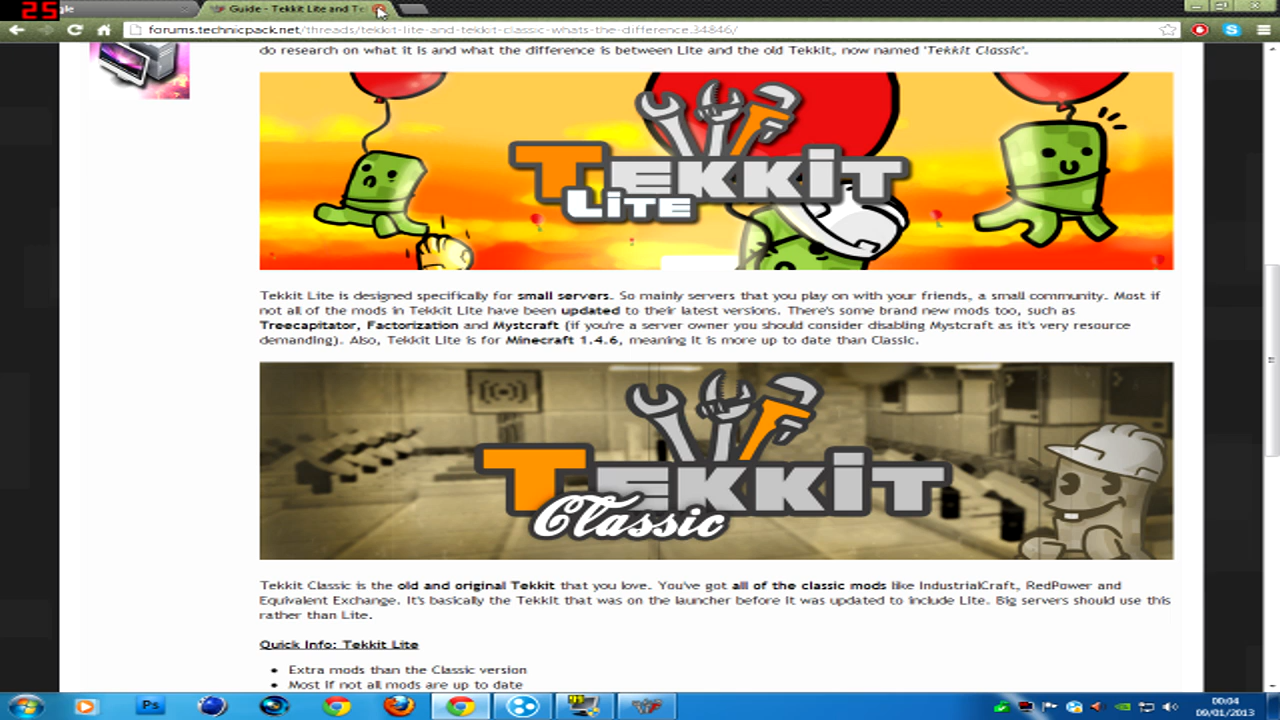 25
gle
Guide - Tekkit Lite and Te
forums.technicpack.net/threads/tekkit-lite-and-tekkit-classic-whats-the-difference.34846/
do research on what it is and what the difference is between Lite and the old Tekkit, now named 'Tekkit Classic'.
TEKKiT
LiTE
Tekkit Lite is designed specifically for small servers. So mainly servers that you play on with your friends, a small community. Most if
not all of the mods in Tekkit Lite have been updated to their latest versions. There's some brand new mods too, such as
Treecapitator, Factorization and Mystcraft (if you're a server owner you should consider disabling Mystcraft as it's very resource
demanding). Also, Tekkit Lite is for Minecraft 1.4.6, meaning it is more up to date than Classic.
TEKKiT
Classic
Tekkit Classic is the old and original Tekkit that you love. You've got all of the classic mods like IndustrialCraft, RedPower and
Equivalent Exchange. It's basically the Tekkit that was on the launcher before it was updated to include Lite. Big servers should use this
rather than Lite.
Quick Info: Tekkit Lite
• Extra mods than the Classic version
• Most if not all mods are up to date
Ps
00:04
09/01/2013